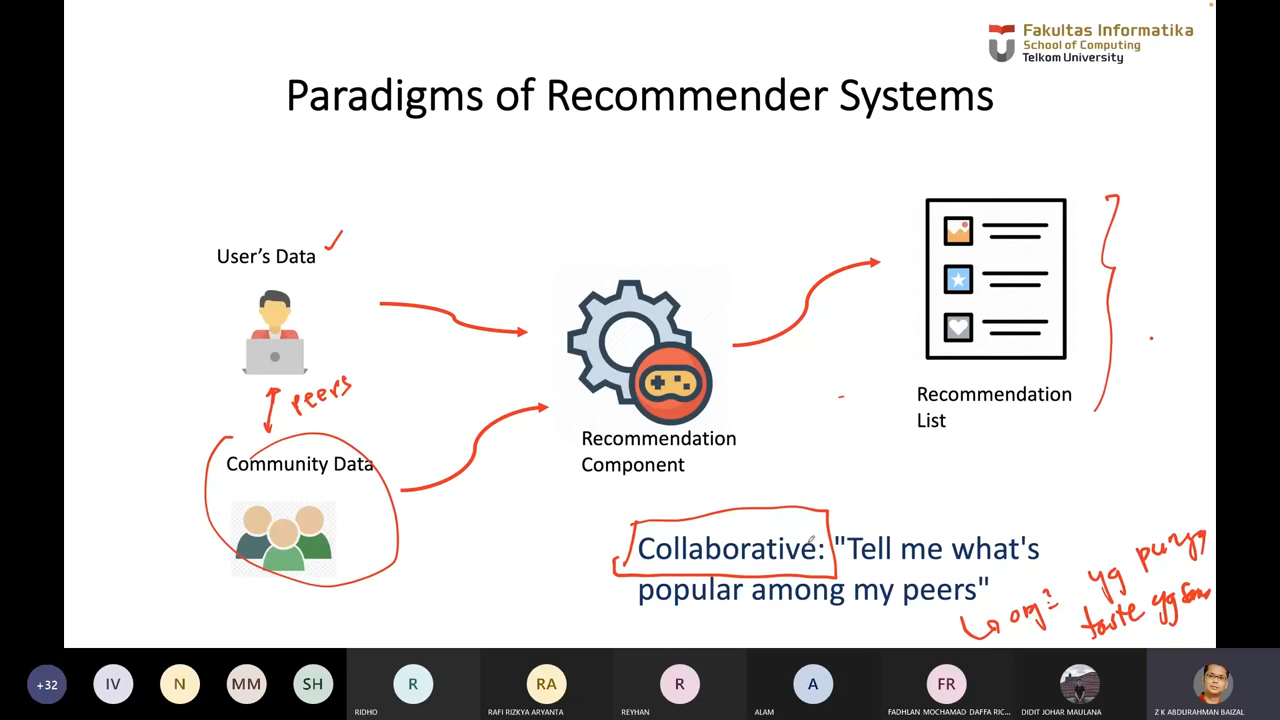 Fakultas Informatika
School of Computing
Telkom University
Paradigms of Recommender Systems
User's Data
peers
Community Data
Recommendation
Component
Recommendation
List
Collaborative: "Tell me what's
popular among my peers"
org² yg punya
taste yg sama
+32
IV
N
MM
SH
R
RIDHO
RA
RAFI RIZKYA ARYANTA
R
REYHAN
A
ALAM
FR
FADHLAN MOCHAMAD DAFFA RIC...
DIDIT JOHAR MAULANA
Z K ABDURAHMAN BAIZAL